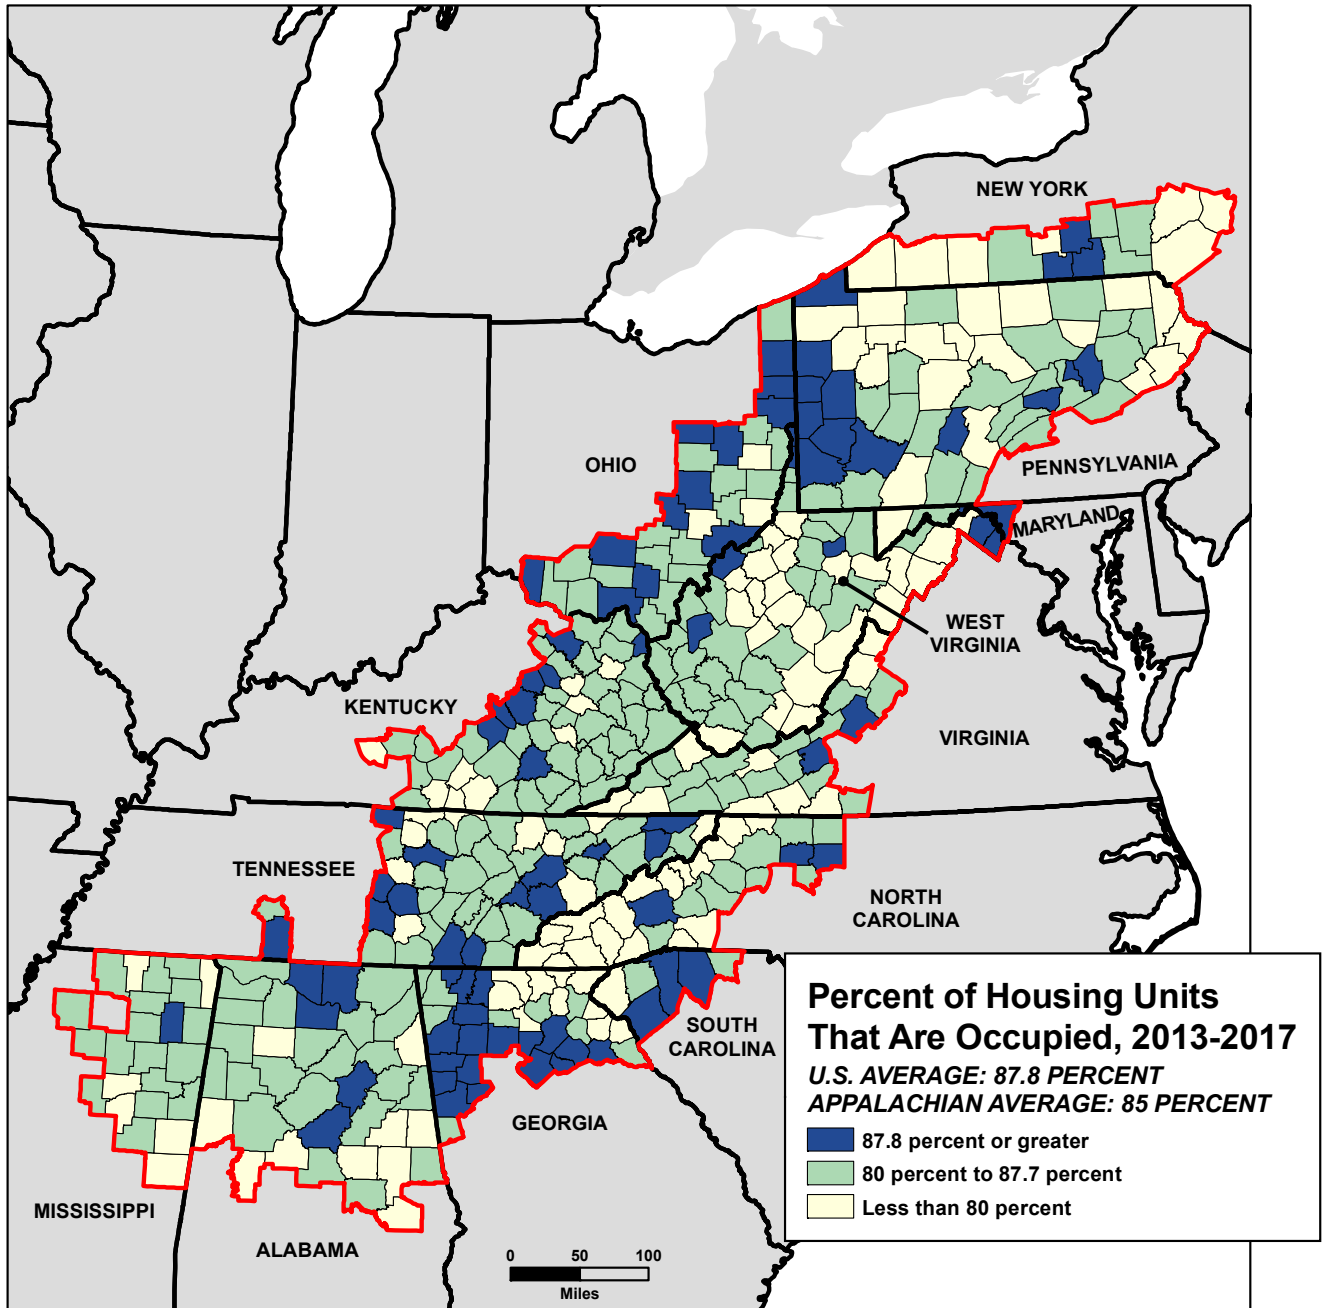 NEW YORK
OHIO
PENNSYLVANIA
MARYLAND
WEST
VIRGINIA
KENTUCKY
VIRGINIA
TENNESSEE
NORTH
CAROLINA
SOUTH
CAROLINA
GEORGIA
MISSISSIPPI
ALABAMA
Percent of Housing Units
That Are Occupied, 2013-2017
U.S. AVERAGE: 87.8 PERCENT
APPALACHIAN AVERAGE: 85 PERCENT
87.8 percent or greater
80 percent to 87.7 percent
Less than 80 percent
0 50 100
Miles